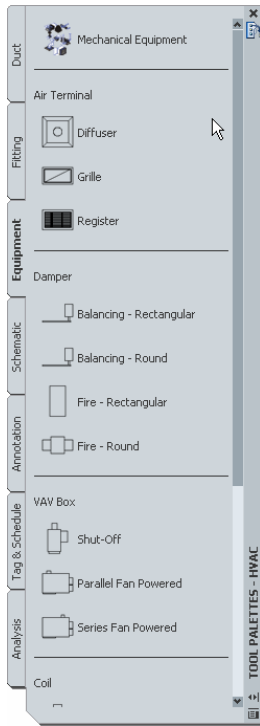 Mechanical Equipment
Air Terminal
Diffuser
Grille
Register
Damper
Balancing - Rectangular
Balancing - Round
Fire - Rectangular
Fire - Round
VAV Box
Shut-Off
Parallel Fan Powered
Series Fan Powered
Coil
Duct
Fitting
Equipment
Schematic
Annotation
Tag & Schedule
Analysis
TOOL PALETTES - HVAC